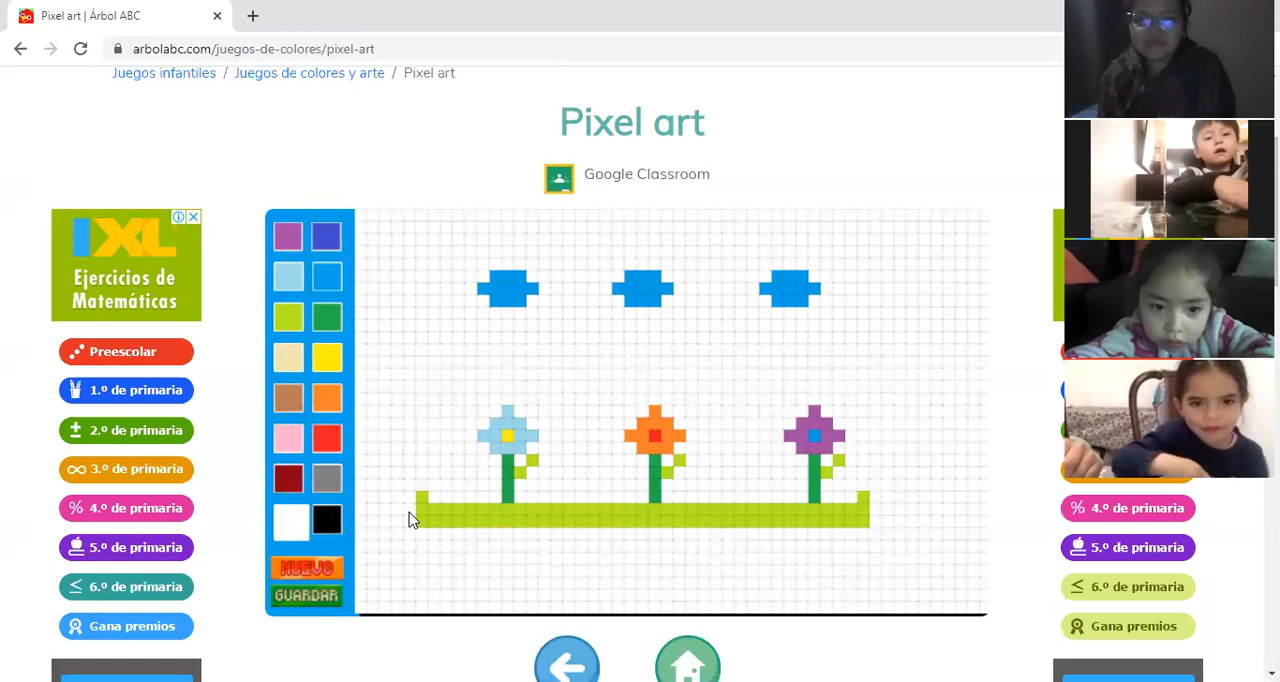 Pixel art | Árbol ABC
arbolabc.com/juegos-de-colores/pixel-art
Juegos infantiles / Juegos de colores y arte / Pixel art
Pixel art
Google Classroom
IXL
Ejercicios de
Matemáticas
Preescolar
1.º de primaria
2.º de primaria
3.º de primaria
4.º de primaria
5.º de primaria
6.º de primaria
Gana premios
NUEVO
GUARDAR
4.º de primaria
5.º de primaria
6.º de primaria
Gana premios